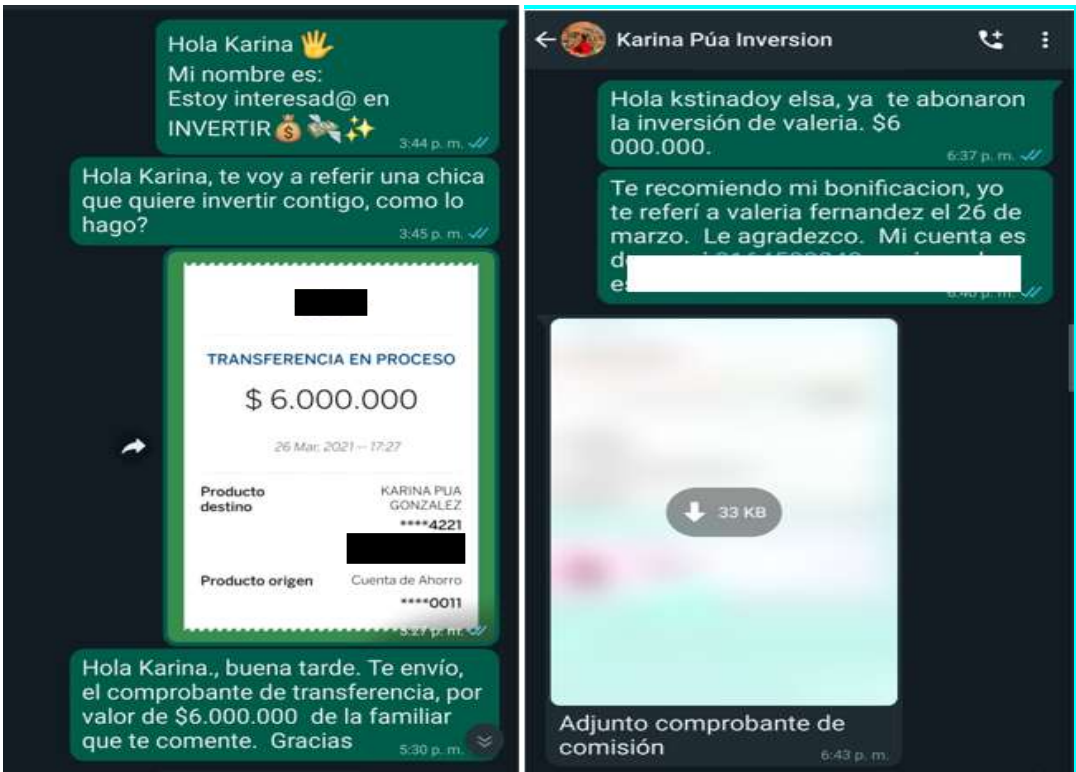 Hola Karina 🖐
Mi nombre es:
Estoy interesad@ en
INVERTIR💰💸✨
3:44 p. m.
Hola Karina, te voy a referir una chica
que quiere invertir contigo, como lo
hago?
3:45 p. m.
TRANSFERENCIA EN PROCESO
$ 6.000.000
26 Mar, 2021 – 17:27
Producto
destino
KARINA PUA
GONZALEZ
****4221
Producto origen
Cuenta de Ahorro
****0011
5:27 p. m.
Hola Karina., buena tarde. Te envío,
el comprobante de transferencia, por
valor de $6.000.000 de la familiar
que te comente. Gracias
5:30 p. m.
Karina Púa Inversion
Hola kstinadoy elsa, ya te abonaron
la inversión de valeria. $6
000.000.
6:37 p. m.
Te recomiendo mi bonificacion, yo
te referí a valeria fernandez el 26 de
marzo. Le agradezco. Mi cuenta es
6:40 p. m.
33 KB
Adjunto comprobante de
comisión
6:43 p. m.